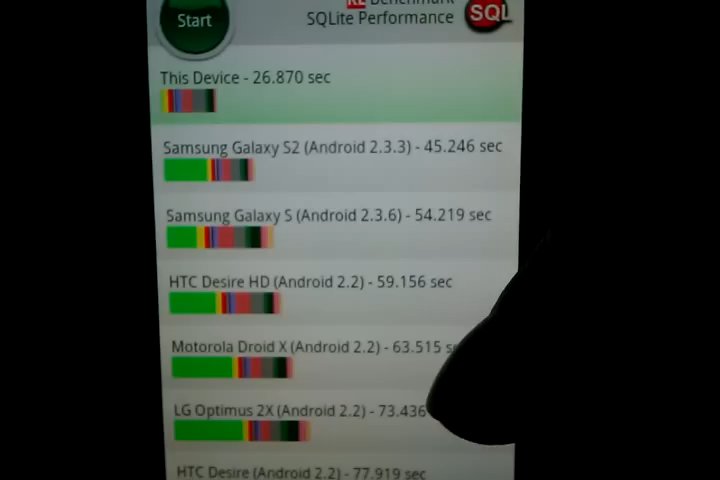 Start
RL Benchmark
SQLite Performance
SQL
This Device - 26.870 sec
Samsung Galaxy S2 (Android 2.3.3) - 45.246 sec
Samsung Galaxy S (Android 2.3.6) - 54.219 sec
HTC Desire HD (Android 2.2) - 59.156 sec
Motorola Droid X (Android 2.2) - 63.515 se
LG Optimus 2X (Android 2.2) - 73.436
HTC Desire (Android 2.2) - 77.919 sec